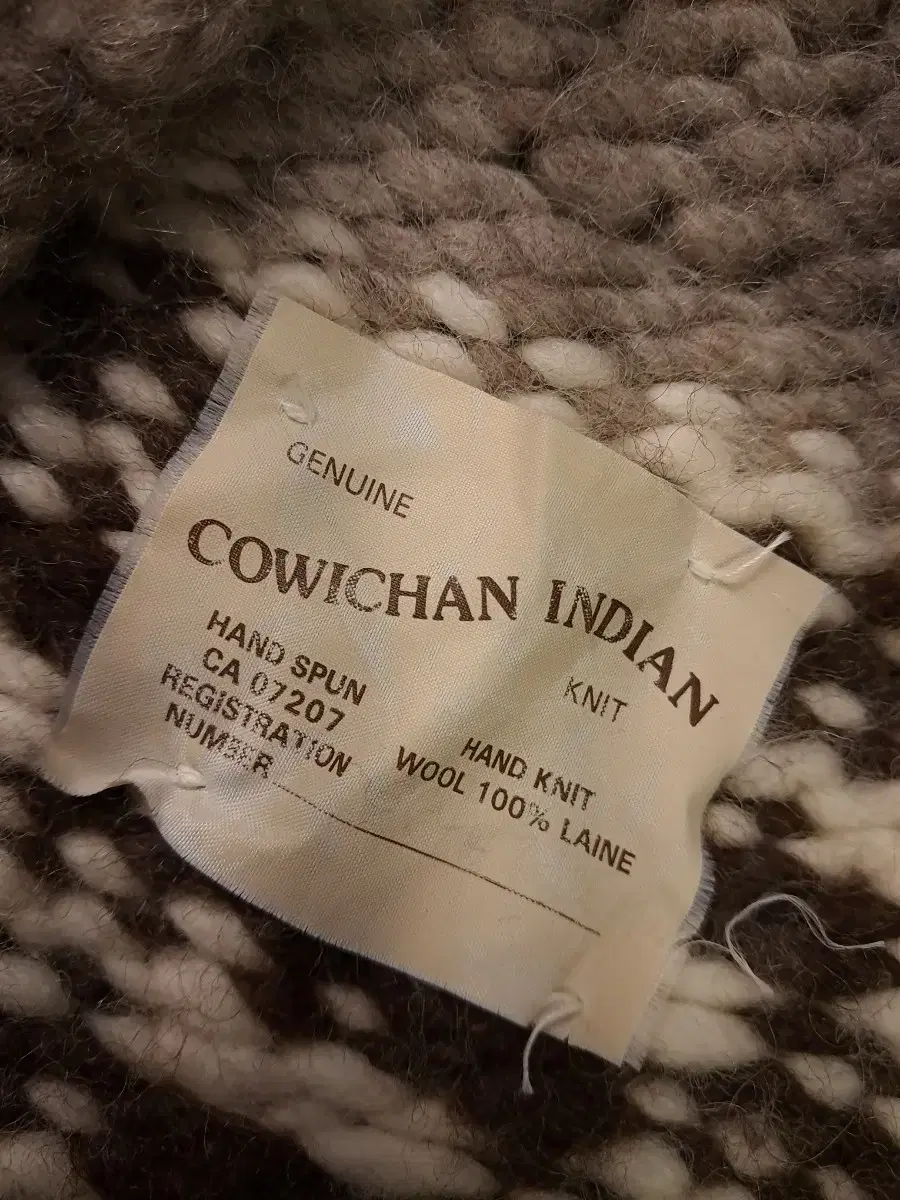 GENUINE
COWICHAN INDIAN
KNIT
HAND SPUN
CA 07207
REGISTRATION
NUMBER
HAND KNIT
WOOL 100% LAINE